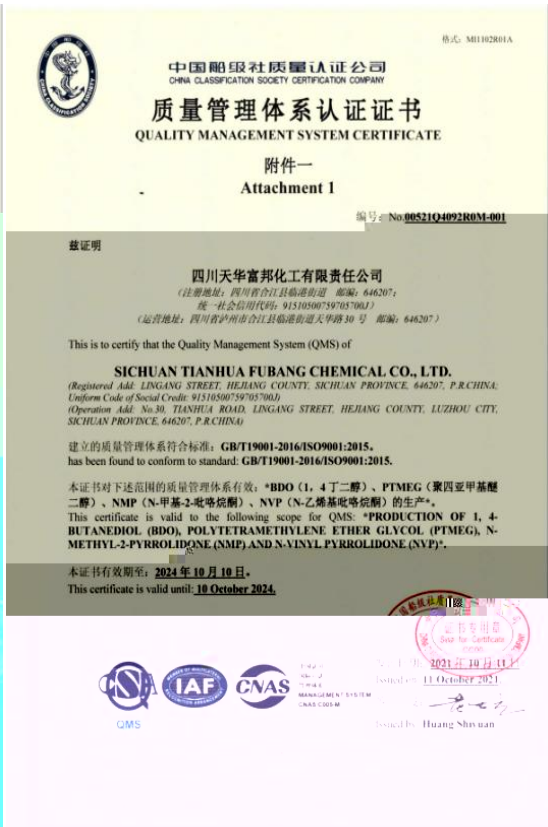 格式: MI1102R01A
中国船级社质量认证公司
CHINA CLASSIFICATION SOCIETY CERTIFICATION COMPANY
质量管理体系认证证书
QUALITY MANAGEMENT SYSTEM CERTIFICATE
附件一
Attachment 1
编号: No.00521Q4092R0M-001
兹证明
四川天华富邦化工有限责任公司
（注册地址：四川省合江县临港街道 邮编：646207；
统一社会信用代码：91510500759705700J）
（运营地址：四川省泸州市合江县临港街道天华路30号 邮编：646207）
This is to certify that the Quality Management System (QMS) of
SICHUAN TIANHUA FUBANG CHEMICAL CO., LTD.
(Registered Add: LINGANG STREET, HEJIANG COUNTY, SICHUAN PROVINCE, 646207, P.R.CHINA;
Uniform Code of Social Credit: 91510500759705700J)
(Operation Add: No.30, TIANHUA ROAD, LINGANG STREET, HEJIANG COUNTY, LUZHOU CITY,
SICHUAN PROVINCE, 646207, P.R.CHINA)
建立的质量管理体系符合标准：GB/T19001-2016/ISO9001:2015。
has been found to conform to standard: GB/T19001-2016/ISO9001:2015.
本证书对下述范围的质量管理体系有效：*BDO（1，4丁二醇）、PTMEG（聚四亚甲基醚
二醇）、NMP（N-甲基-2-吡咯烷酮）、NVP（N-乙烯基吡咯烷酮）的生产*。
This certificate is valid to the following scope for QMS: *PRODUCTION OF 1, 4-
BUTANEDIOL (BDO), POLYTETRAMETHYLENE ETHER GLYCOL (PTMEG), N-
METHYL-2-PYRROLIDONE (NMP) AND N-VINYL PYRROLIDONE (NVP)*.
本证书有效期至：2024年10月10日。
This certificate is valid until: 10 October 2024.
证书专用章
Seal for Certificate
2021年10月11日
Issued on: 11 October 2021
IAF
CNAS
MANAGEMENT SYSTEM
CNAS C005-M
QMS
Issued by: Huang Shiyuan